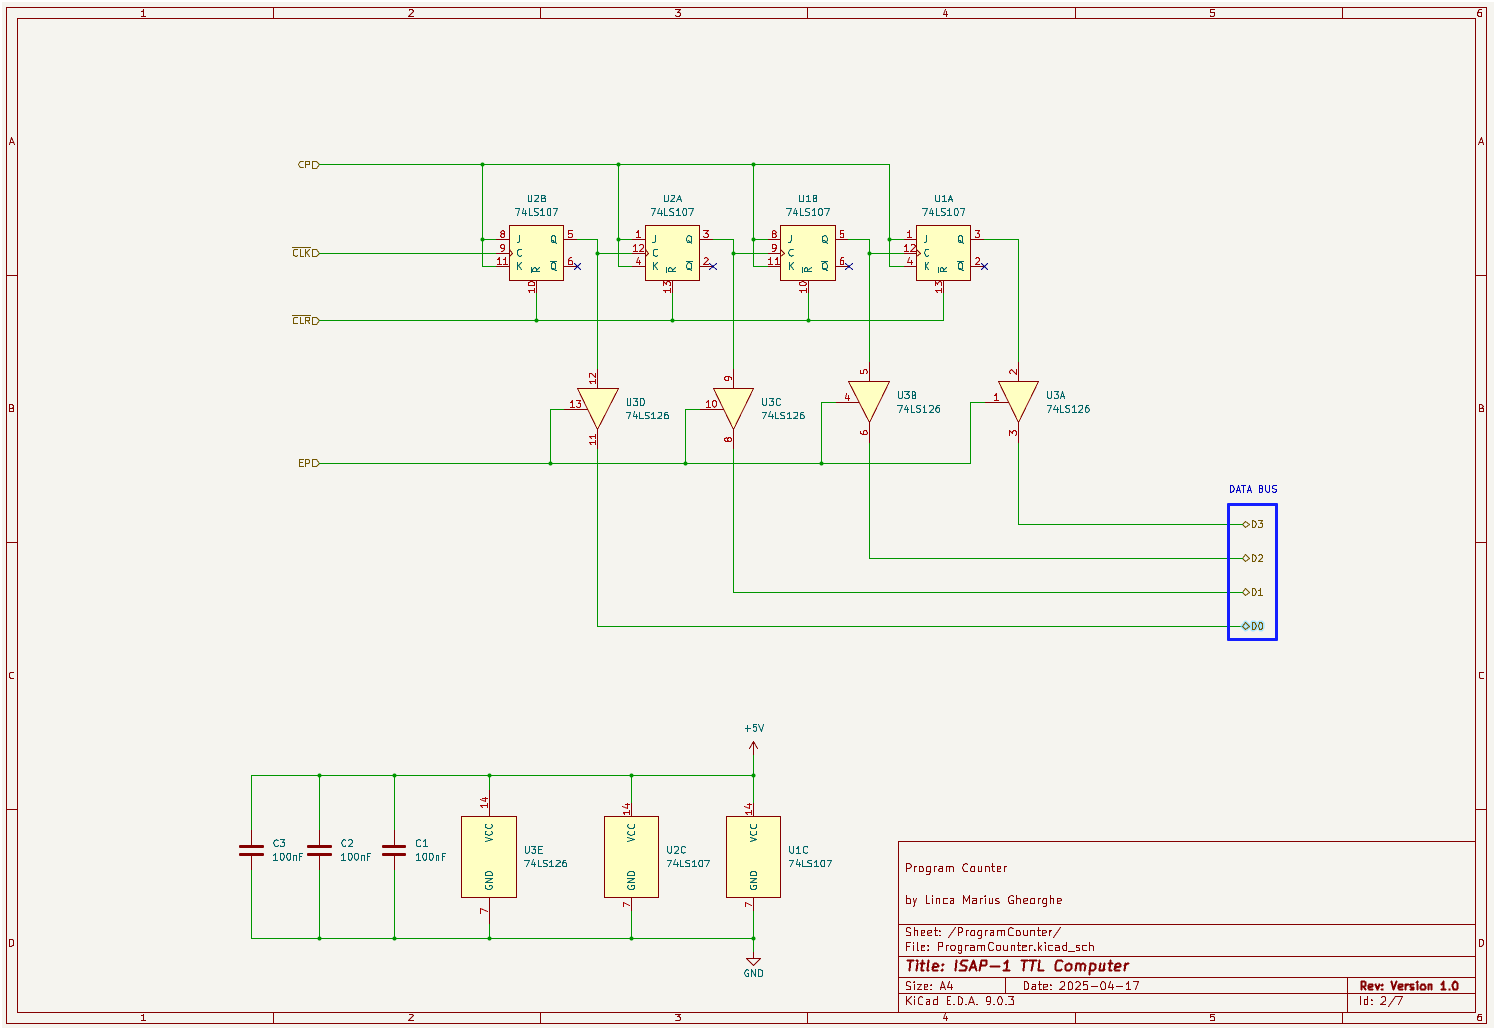 1 2 3 4 5 6
A A
CP
U2B U2A U1B U1A
74LS107 74LS107 74LS107 74LS107
8 J Q 5 1 J Q 3 8 J Q 5 1 J Q 3
CLK 9 C 12 C 9 C 12 C
11 K Q 6 4 K Q 2 11 K Q 6 4 K Q 2
R R R R
10 13 10 13
CLR
12 9 5 2
13 U3D 10 U3C 4 U3B 1 U3A
74LS126 74LS126 74LS126 74LS126
11 8 6 3
B B
EP
DATA BUS
D3
D2
D1
D0
C C
+5V
14 14 14
VCC VCC VCC
C3 C2 C1 U3E U2C U1C
100nF 100nF 100nF 74LS126 74LS107 74LS107
GND GND GND
7 7 7
GND
D D
Program Counter
by Linca Marius Gheorghe
Sheet: /ProgramCounter/
File: ProgramCounter.kicad_sch
Title: ISAP-1 TTL Computer
Size: A4 Date: 2025-04-17 Rev: Version 1.0
KiCad E.D.A. 9.0.3 Id: 2/7
1 2 3 4 5 6